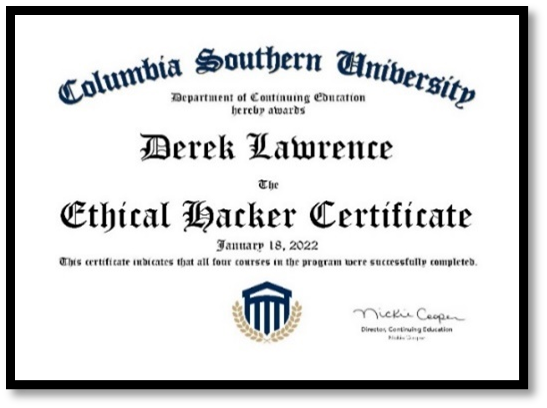 Columbia Southern University
Department of Continuing Education
hereby awards
Derek Lawrence
The
Ethical Hacker Certificate
January 18, 2022
This certificate indicates that all four courses in the program were successfully completed.
Nickie Cooper
Director, Continuing Education
Nickie Cooper